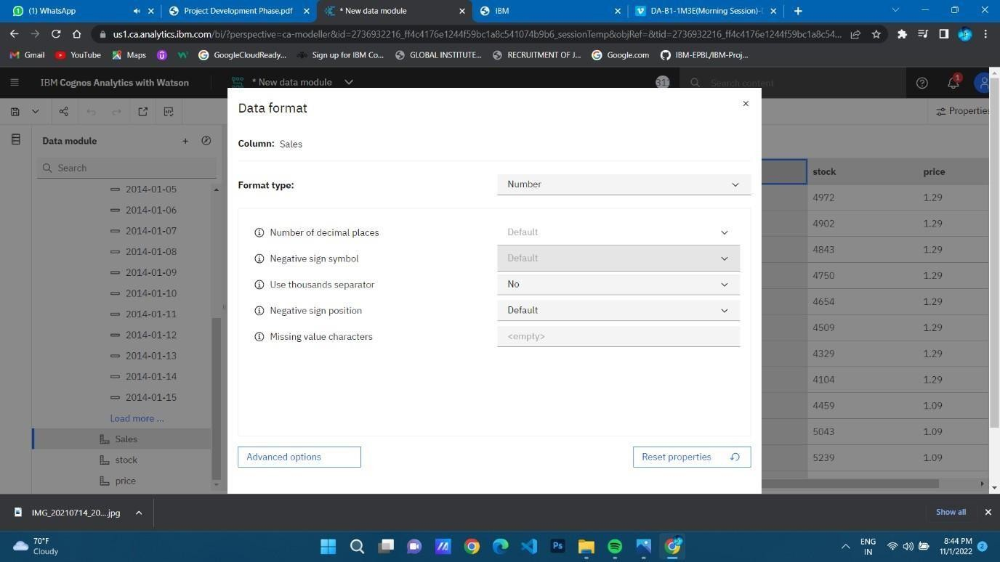 (1) WhatsApp
Project Development Phase.pdf
* New data module
IBM
DA-B1-1M3E(Morning Session)-
us1.ca.analytics.ibm.com/bi/?perspective=ca-modeller&id=2736932216_ff4c4176e1244f59bc1a8c541074b9b6_sessionTemp&objRef=&tid=2736932216_ff4c4176e1244f59bc1a8c54...
Gmail
YouTube
Maps
GoogleCloudReady...
Sign up for IBM Co...
GLOBAL INSTITUTE...
RECRUITMENT OF J...
Google.com
IBM-EPBL/IBM-Proj...
IBM Cognos Analytics with Watson
* New data module
311
Search content
1
Data format
Properties
Data module
Column: Sales
Search
stock price
Format type: Number
2014-01-05
4972 1.29
2014-01-06
4902 1.29
2014-01-07
Number of decimal places Default
2014-01-08
4843 1.29
Negative sign symbol Default
2014-01-09
4750 1.29
Use thousands separator No
2014-01-10
4654 1.29
Negative sign position Default
2014-01-11
4509 1.29
2014-01-12
Missing value characters <empty>
2014-01-13
4329 1.29
2014-01-14
4104 1.29
2014-01-15
4459 1.09
Load more ...
5043 1.09
Sales
stock
Advanced options
Reset properties
5239 1.09
price
IMG_20210714_20....jpg
Show all
70°F
Cloudy
Ps
ENG
IN
8:44 PM
11/1/2022
2